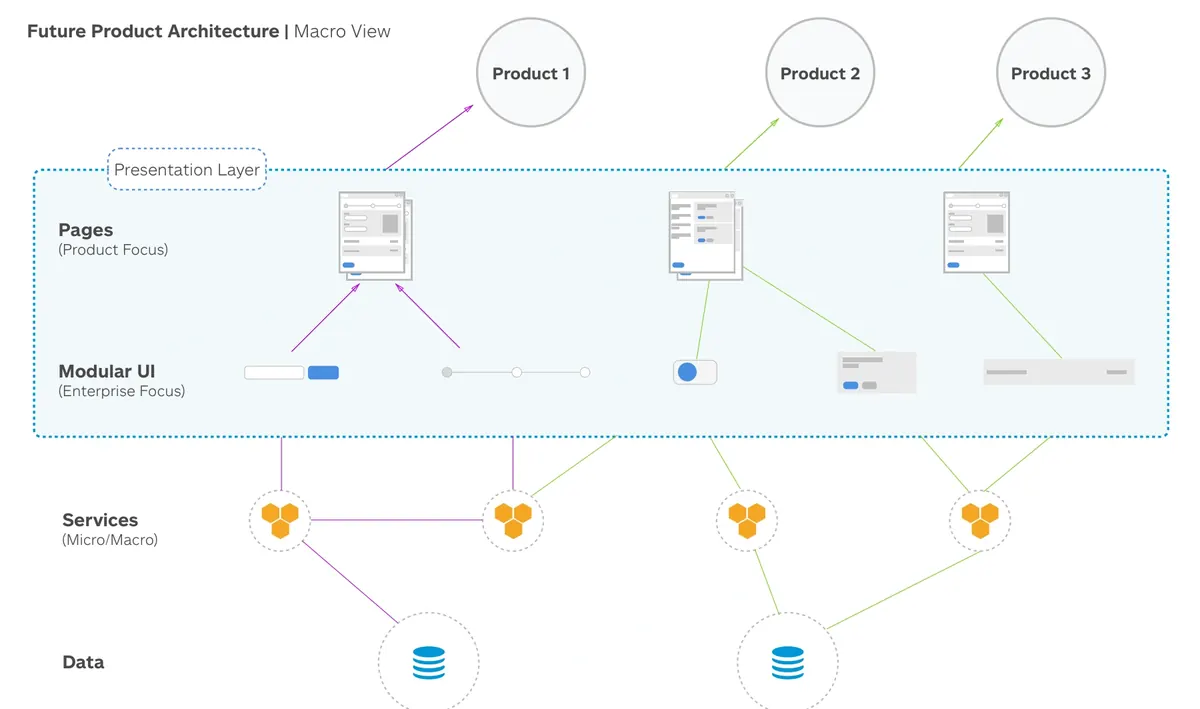 Future Product Architecture | Macro View
Product 1
Product 2
Product 3
Presentation Layer
Pages
(Product Focus)
Modular UI
(Enterprise Focus)
Services
(Micro/Macro)
Data